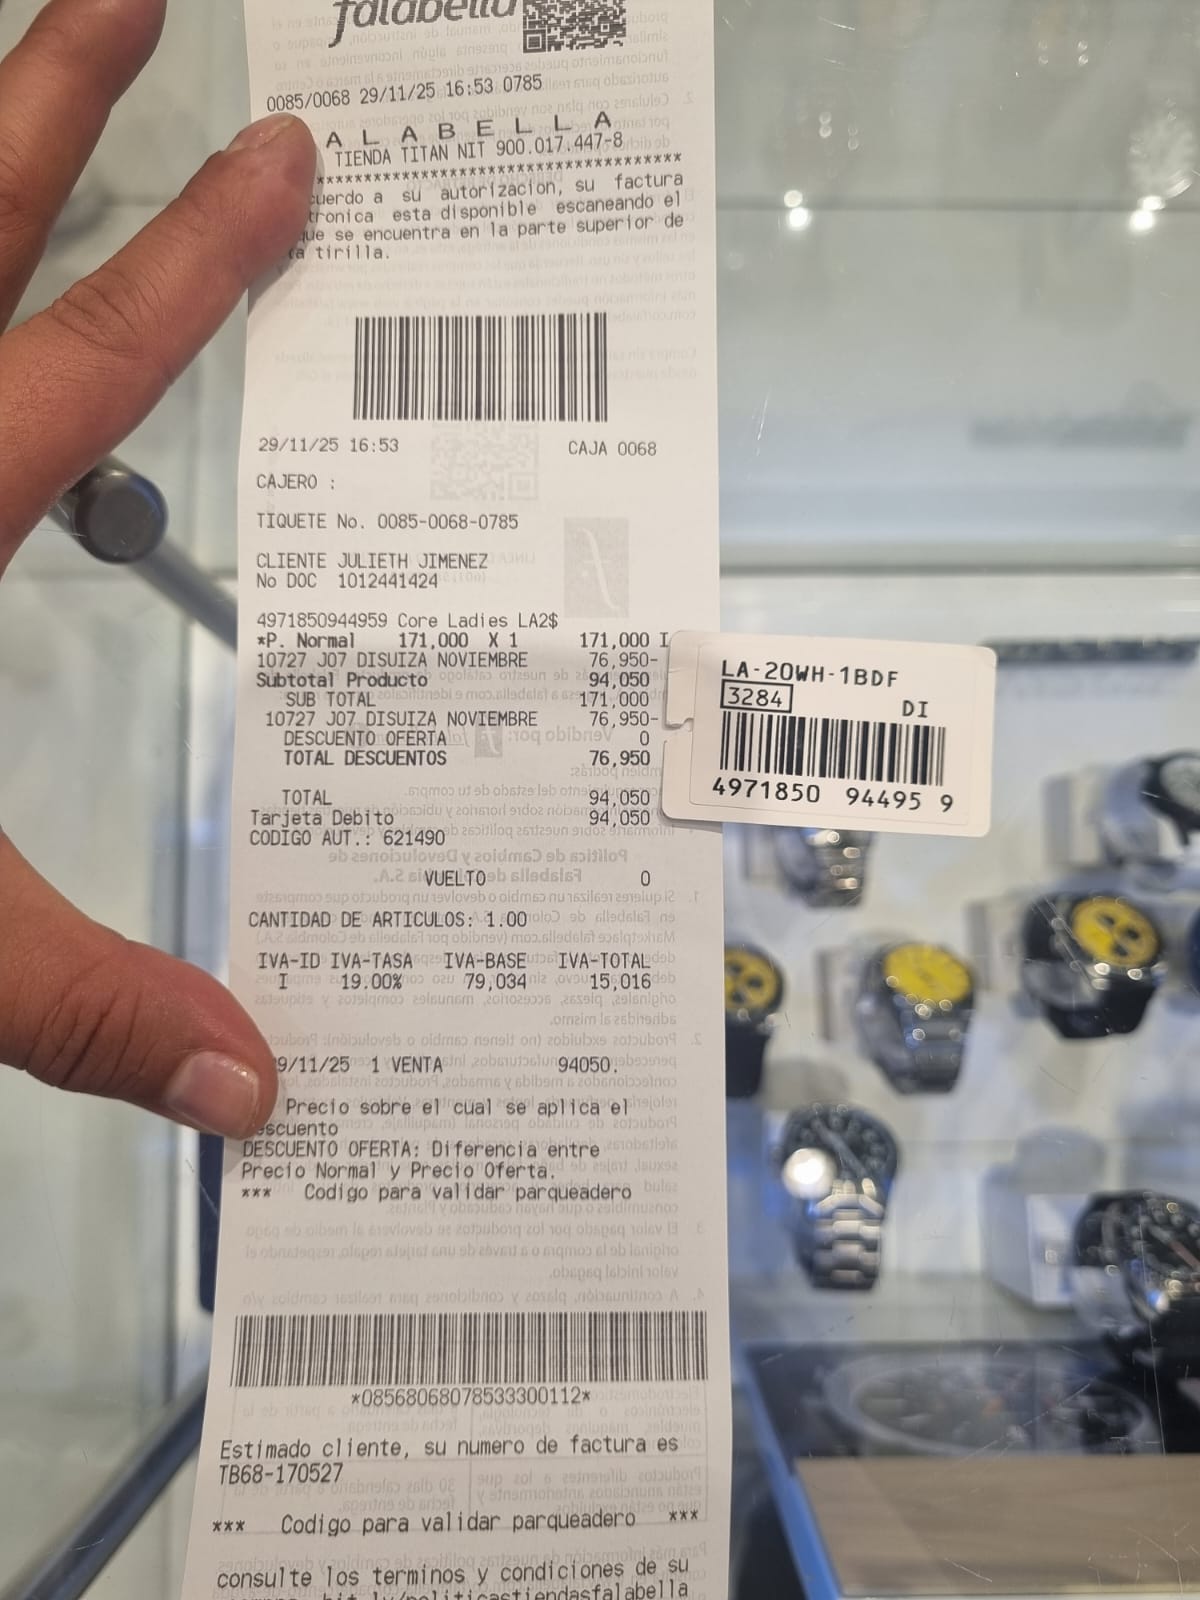 falabella
0085/0068 29/11/25 16:53 0785
A L A B E L L A
TIENDA TITAN NIT 900.017.447-8
****************************************
cuerdo a su autorizacion, su factura
tronica esta disponible escaneando el
que se encuentra en la parte superior de
ta tirilla.
29/11/25 16:53 CAJA 0068
CAJERO :
TIQUETE No. 0085-0068-0785
CLIENTE JULIETH JIMENEZ
No DOC 1012441424
4971850944959 Core Ladies LA2$
*P. Normal 171,000 X 1 171,000 I
10727 J07 DISUIZA NOVIEMBRE 76,950-
Subtotal Producto 94,050
SUB TOTAL 171,000
10727 J07 DISUIZA NOVIEMBRE 76,950-
DESCUENTO OFERTA 0
TOTAL DESCUENTOS 76,950
TOTAL 94,050
Tarjeta Debito 94,050
CODIGO AUT.: 621490
VUELTO 0
CANTIDAD DE ARTICULOS: 1.00
IVA-ID IVA-TASA IVA-BASE IVA-TOTAL
I 19.00% 79,034 15,016
9/11/25 1 VENTA 94050.
Precio sobre el cual se aplica el
escuento
DESCUENTO OFERTA: Diferencia entre
Precio Normal y Precio Oferta.
*** Codigo para validar parqueadero
*08568068078533300112*
Estimado cliente, su numero de factura es
TB68-170527
*** Codigo para validar parqueadero ***
consulte los terminos y condiciones de su
LA-20WH-1BDF
3284 DI
4971850 94495 9